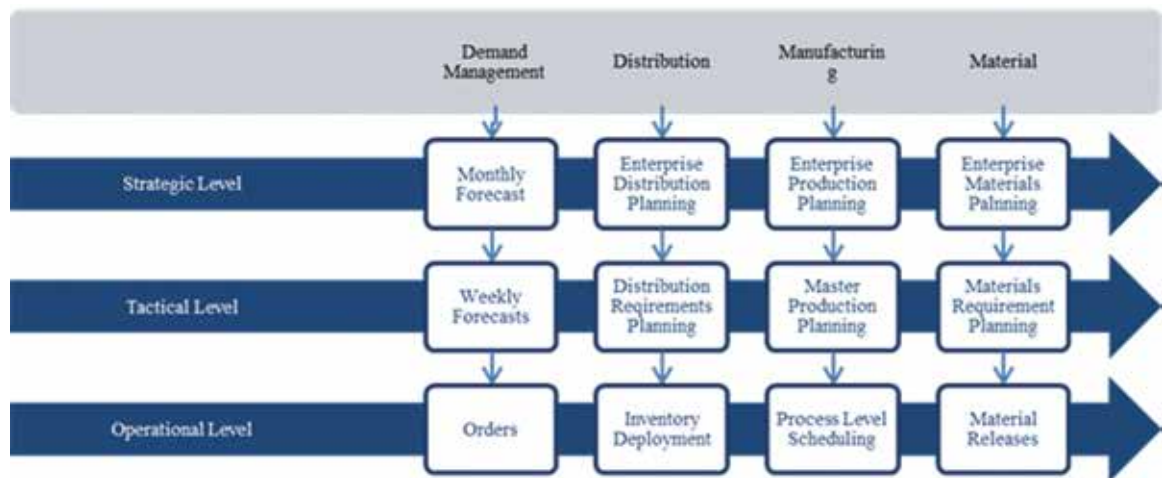 Demand
Management
Distribution
Manufacturin
g
Material
Strategic Level
Monthly
Forecast
Enterprise
Distribution
Planning
Enterprise
Production
Planning
Enterprise
Materials
Palnning
Tactical Level
Weekly
Forecasts
Distribution
Reqirements
Planning
Master
Production
Planning
Materials
Requirement
Planning
Operational Level
Orders
Inventory
Deployment
Process Level
Scheduling
Material
Releases